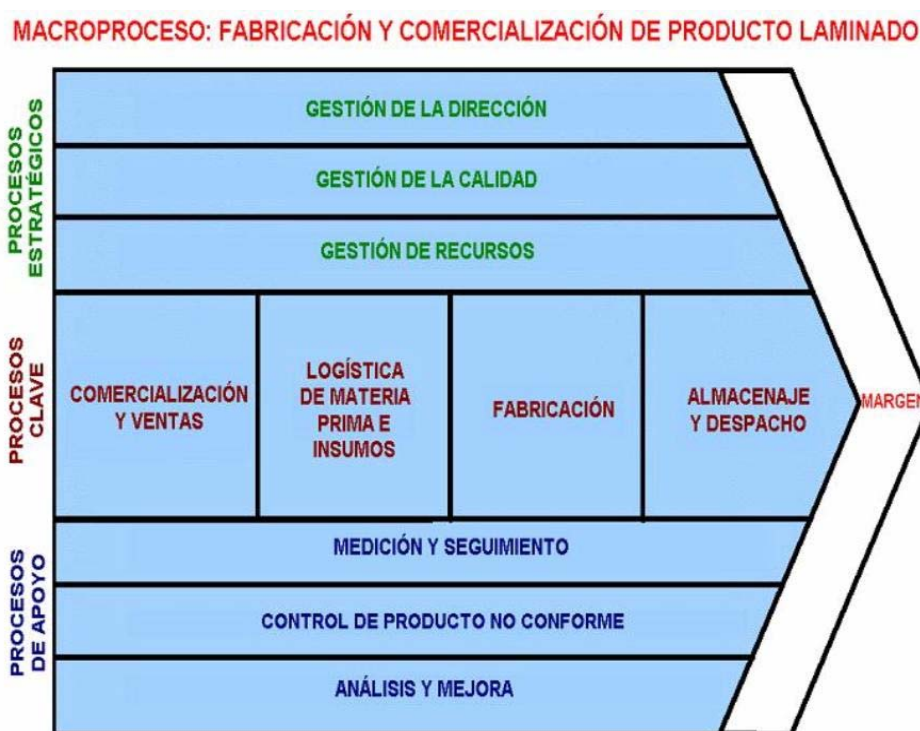 MACROPROCESO: FABRICACIÓN Y COMERCIALIZACIÓN DE PRODUCTO LAMINADO
PROCESOS
ESTRATÉGICOS
GESTIÓN DE LA DIRECCIÓN
GESTIÓN DE LA CALIDAD
GESTIÓN DE RECURSOS
PROCESOS
CLAVE
COMERCIALIZACIÓN
Y VENTAS
LOGÍSTICA
DE MATERIA
PRIMA E
INSUMOS
FABRICACIÓN
ALMACENAJE
Y DESPACHO
MARGEN
PROCESOS
DE APOYO
MEDICIÓN Y SEGUIMIENTO
CONTROL DE PRODUCTO NO CONFORME
ANÁLISIS Y MEJORA